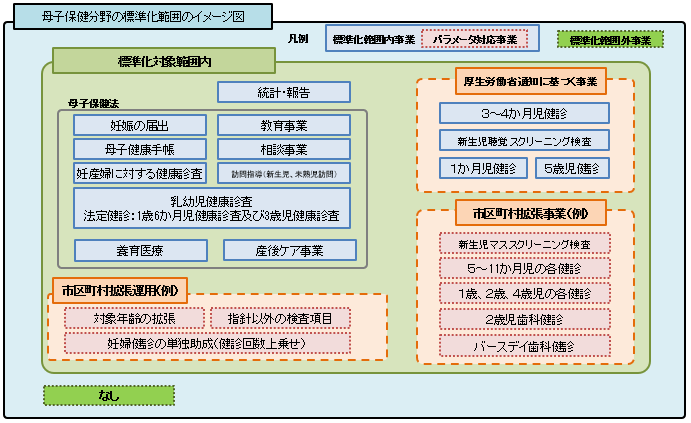 母子保健分野の標準化範囲のイメージ図
凡例
標準化範囲内事業
パラメータ対応事業
標準化範囲外事業
標準化対象範囲内
統計・報告
母子保健法
妊娠の届出
教育事業
母子健康手帳
相談事業
妊産婦に対する健康診査
訪問指導（新生児、未熟児訪問）
乳幼児健康診査
法定健診：1歳6か月児健康診査及び3歳児健康診査
養育医療
産後ケア事業
厚生労働省通知に基づく事業
3～4か月児健診
新生児聴覚スクリーニング検査
1か月児健診
5歳児健診
市区町村拡張事業（例）
新生児マススクリーニング検査
5～11か月児の各健診
1歳、2歳、4歳児の各健診
2歳児歯科健診
バースデイ歯科健診
市区町村拡張運用（例）
対象年齢の拡張
指針以外の検査項目
妊婦健診の単独助成（健診回数上乗せ）
なし